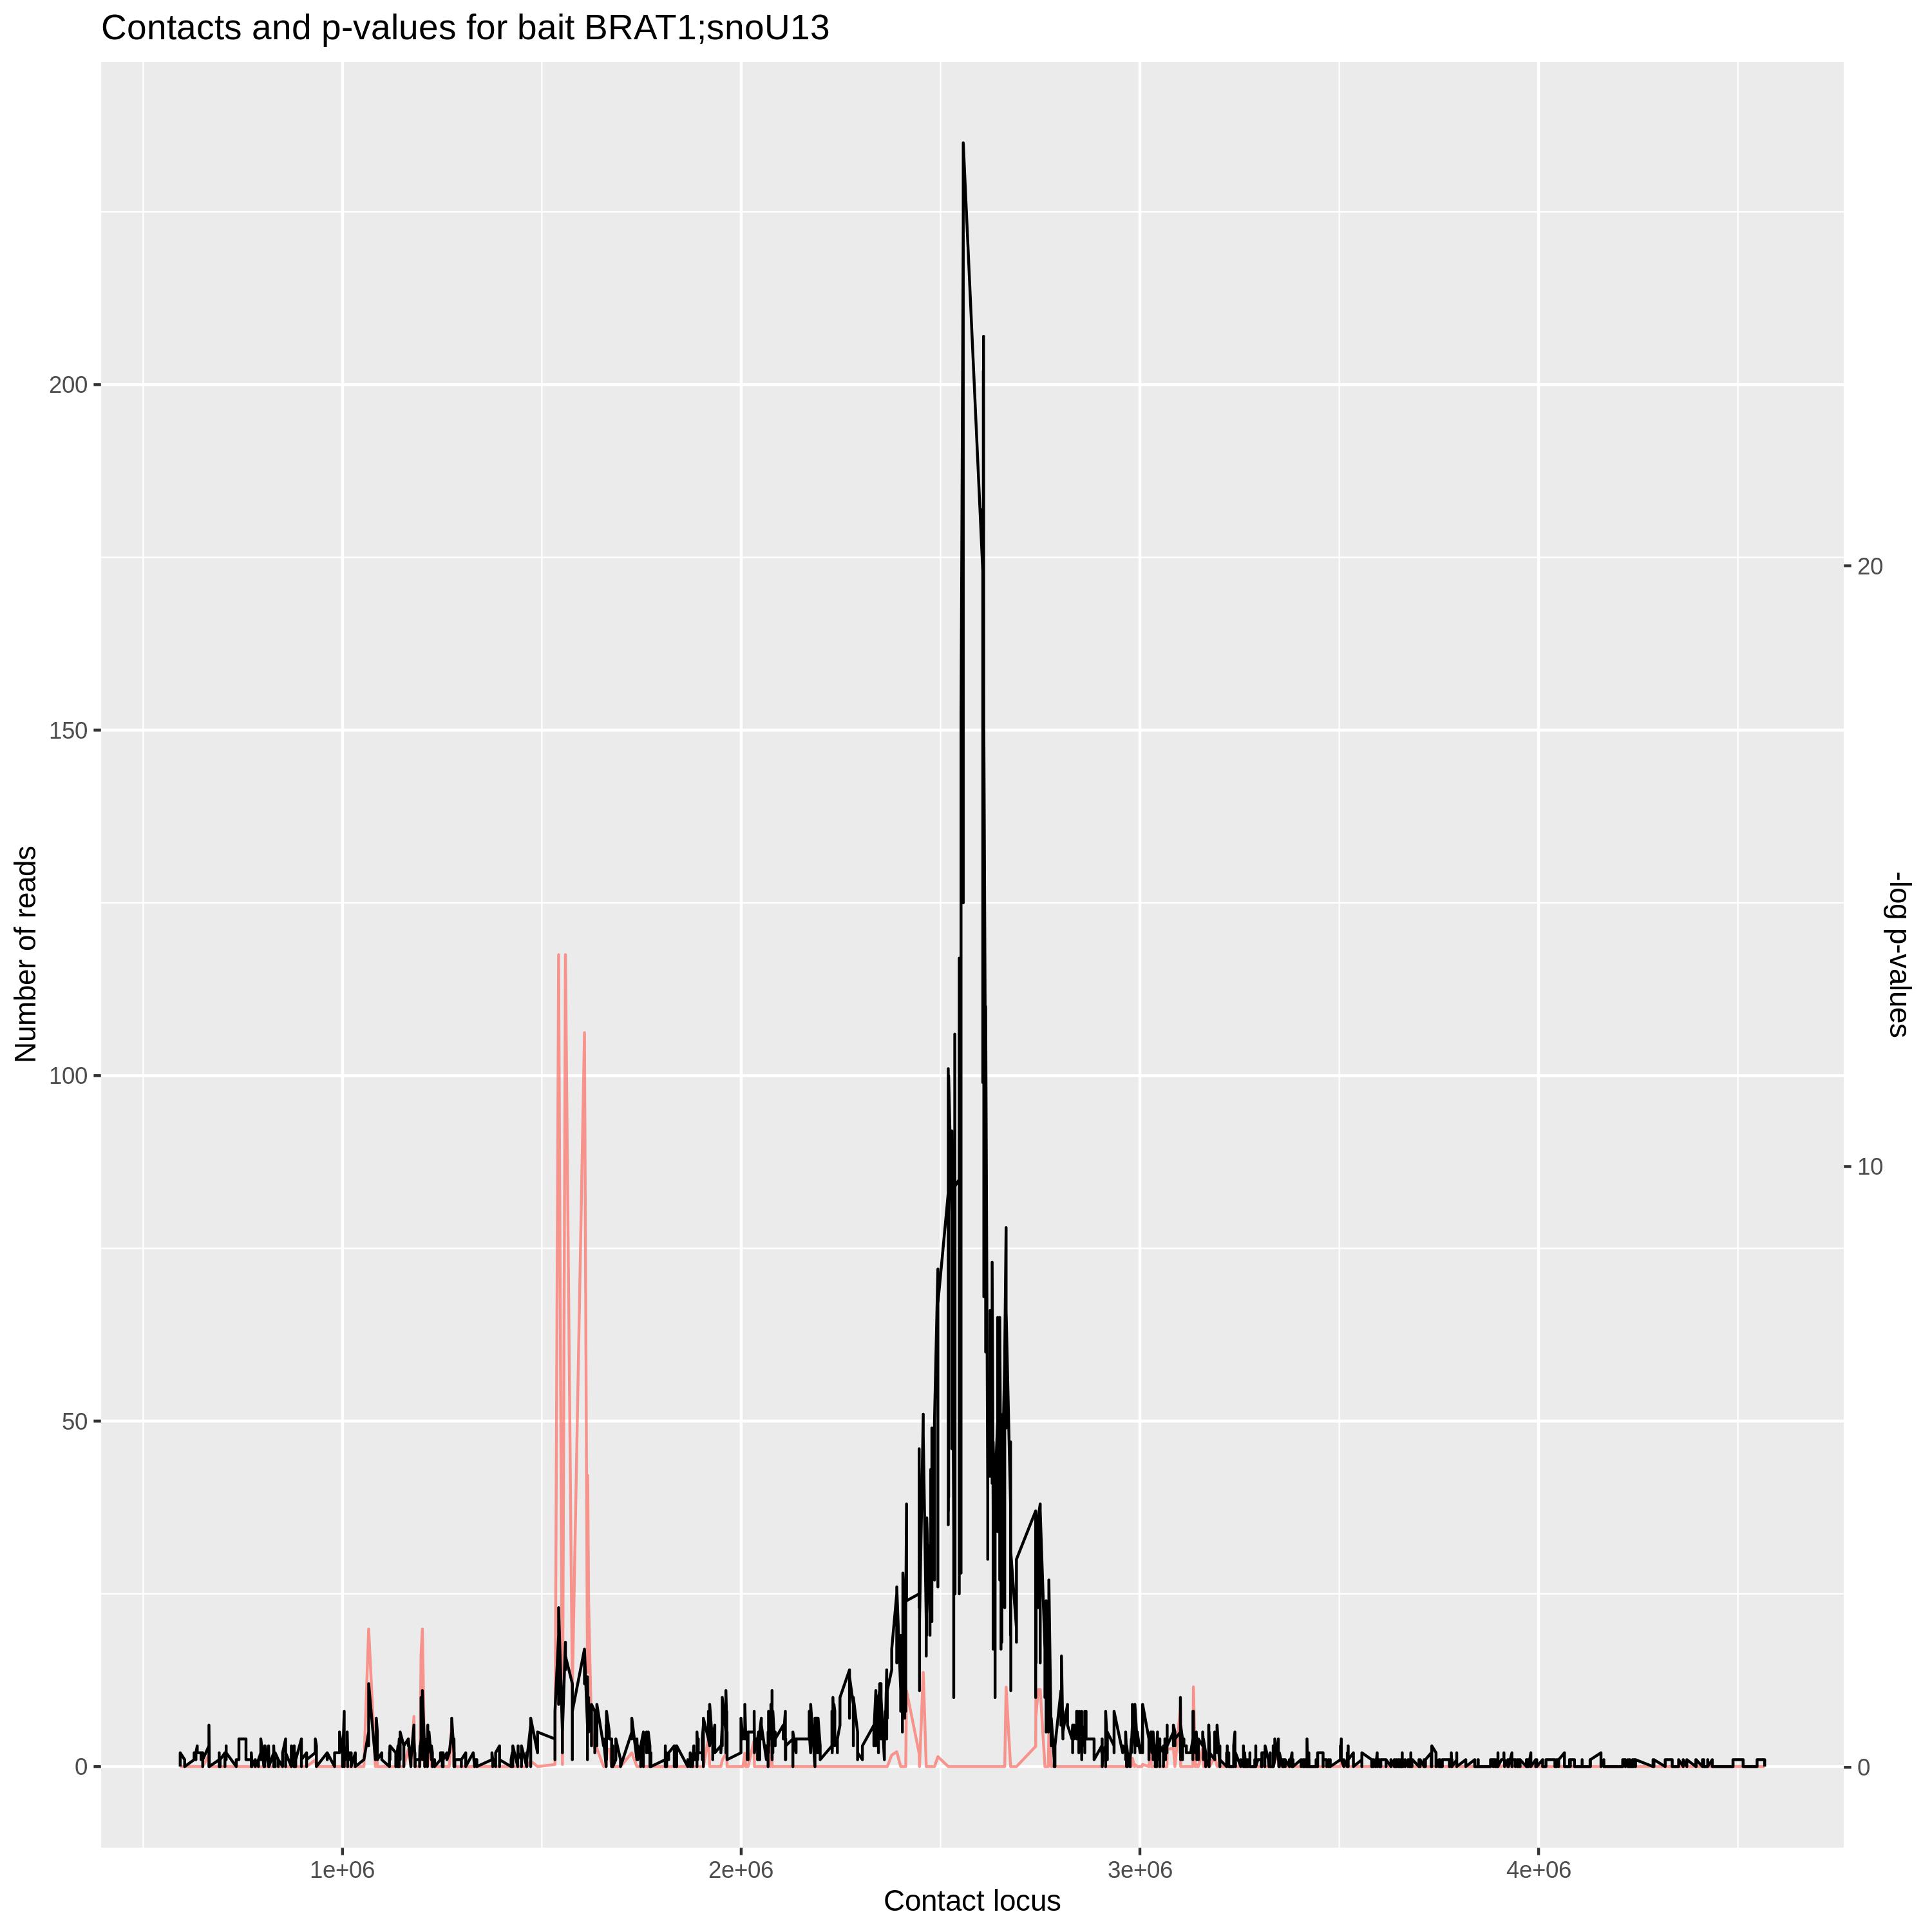 Contacts and p-values for bait BRAT1;snoU13
Number of reads
200
150
100
50
0
20
10
0
-log p-values
1e+06 2e+06 3e+06 4e+06
Contact locus